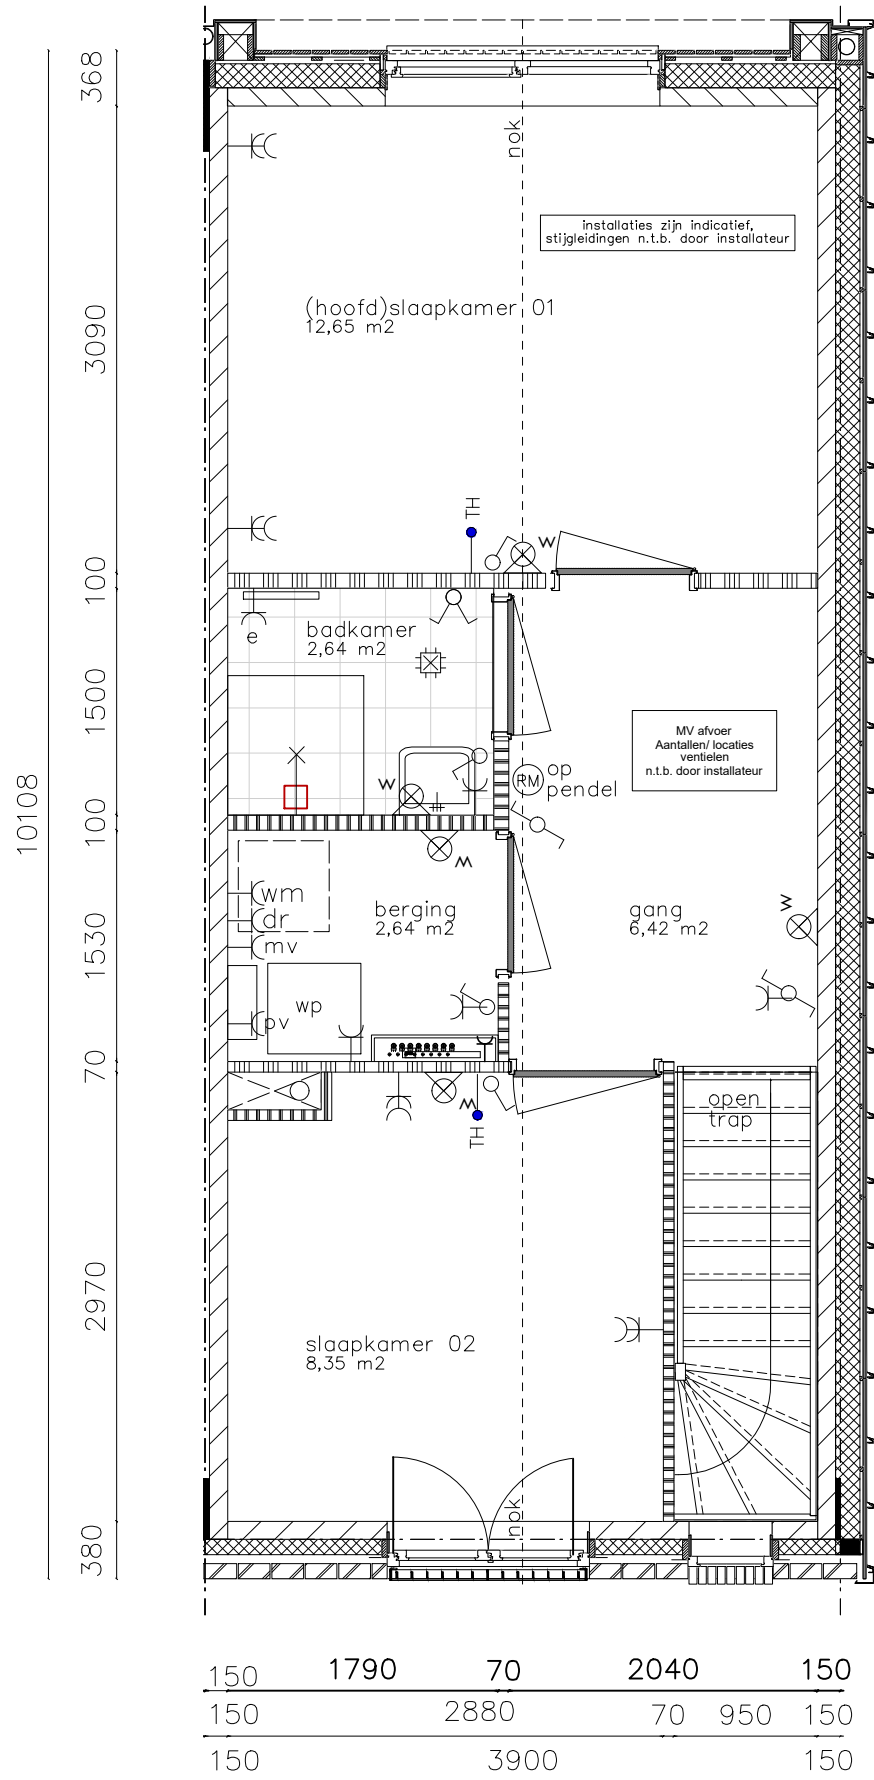 368
nok
installaties zijn indicatief,
stijgleidingen n.t.b. door installateur
(hoofd)slaapkamer 01
12,65 m2
3090
TH
W
100
badkamer
2,64 m2
e
1500
MV afvoer
Aantallen/ locaties
ventielen
n.t.b. door installateur
RM
op
pendel
W
10108
100
W
wm
dr
mv
berging
2,64 m2
gang
6,42 m2
W
1530
wp
pv
70
W
TH
open
trap
2970
slaapkamer 02
8,35 m2
nok
380
150 1790 70 2040 150
150 2880 70 950 150
150 3900 150